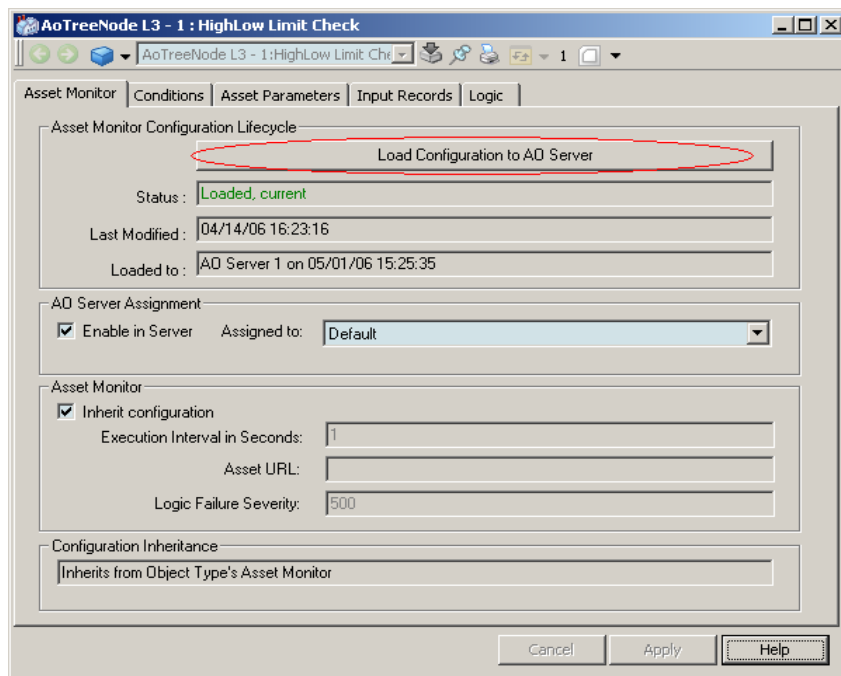 AoTreeNode L3 - 1 : HighLow Limit Check
AoTreeNode L3 - 1:HighLow Limit Che
1
Asset Monitor
Conditions
Asset Parameters
Input Records
Logic
Asset Monitor Configuration Lifecycle
Load Configuration to AO Server
Status : Loaded, current
Last Modified : 04/14/06 16:23:16
Loaded to : AO Server 1 on 05/01/06 15:25:35
AO Server Assignment
Enable in Server Assigned to: Default
Asset Monitor
Inherit configuration
Execution Interval in Seconds: 1
Asset URL:
Logic Failure Severity: 500
Configuration Inheritance
Inherits from Object Type's Asset Monitor
Cancel Apply Help